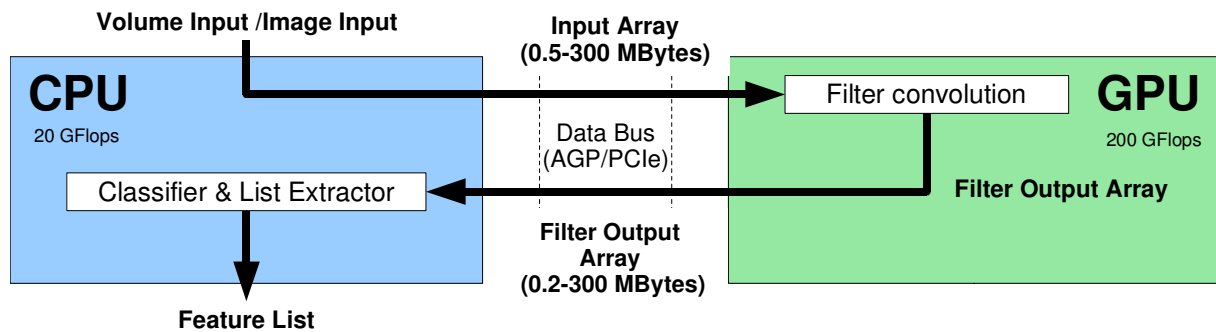 Volume Input /Image Input
Input Array
(0.5-300 MBytes)
CPU
20 GFlops
Filter convolution
GPU
200 GFlops
Data Bus
(AGP/PCIe)
Classifier & List Extractor
Filter Output Array
Filter Output
Array
(0.2-300 MBytes)
Feature List